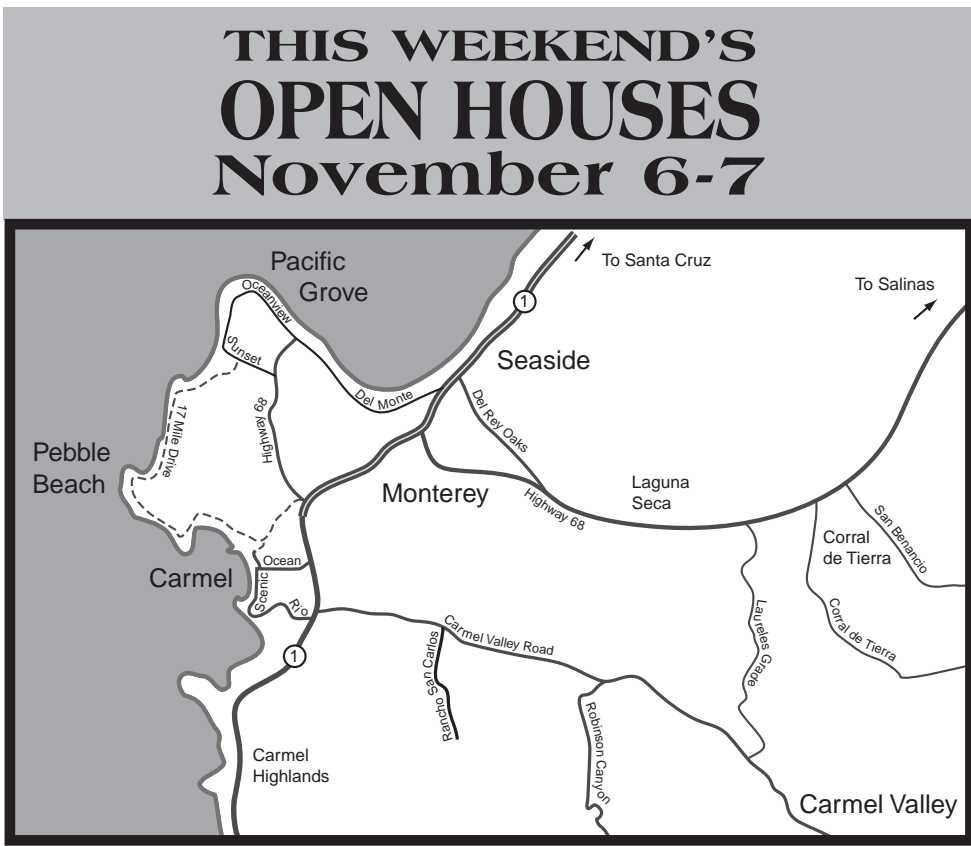 THIS WEEKEND'S
OPEN HOUSES
November 6-7
Pacific
Grove
To Santa Cruz
To Salinas
Oceanview
1
Sunset
Seaside
Del Monte
Del Rey Oaks
17 Mile Drive
Highway 68
Pebble
Beach
Monterey
Highway 68
Laguna
Seca
San Benancio
Corral
de Tierra
Ocean
Carmel
Scenic
Rio
Laureles Grade
Corral de Tierra
Carmel Valley Road
Rancho San Carlos
1
Robinson Canyon
Carmel
Highlands
Carmel Valley